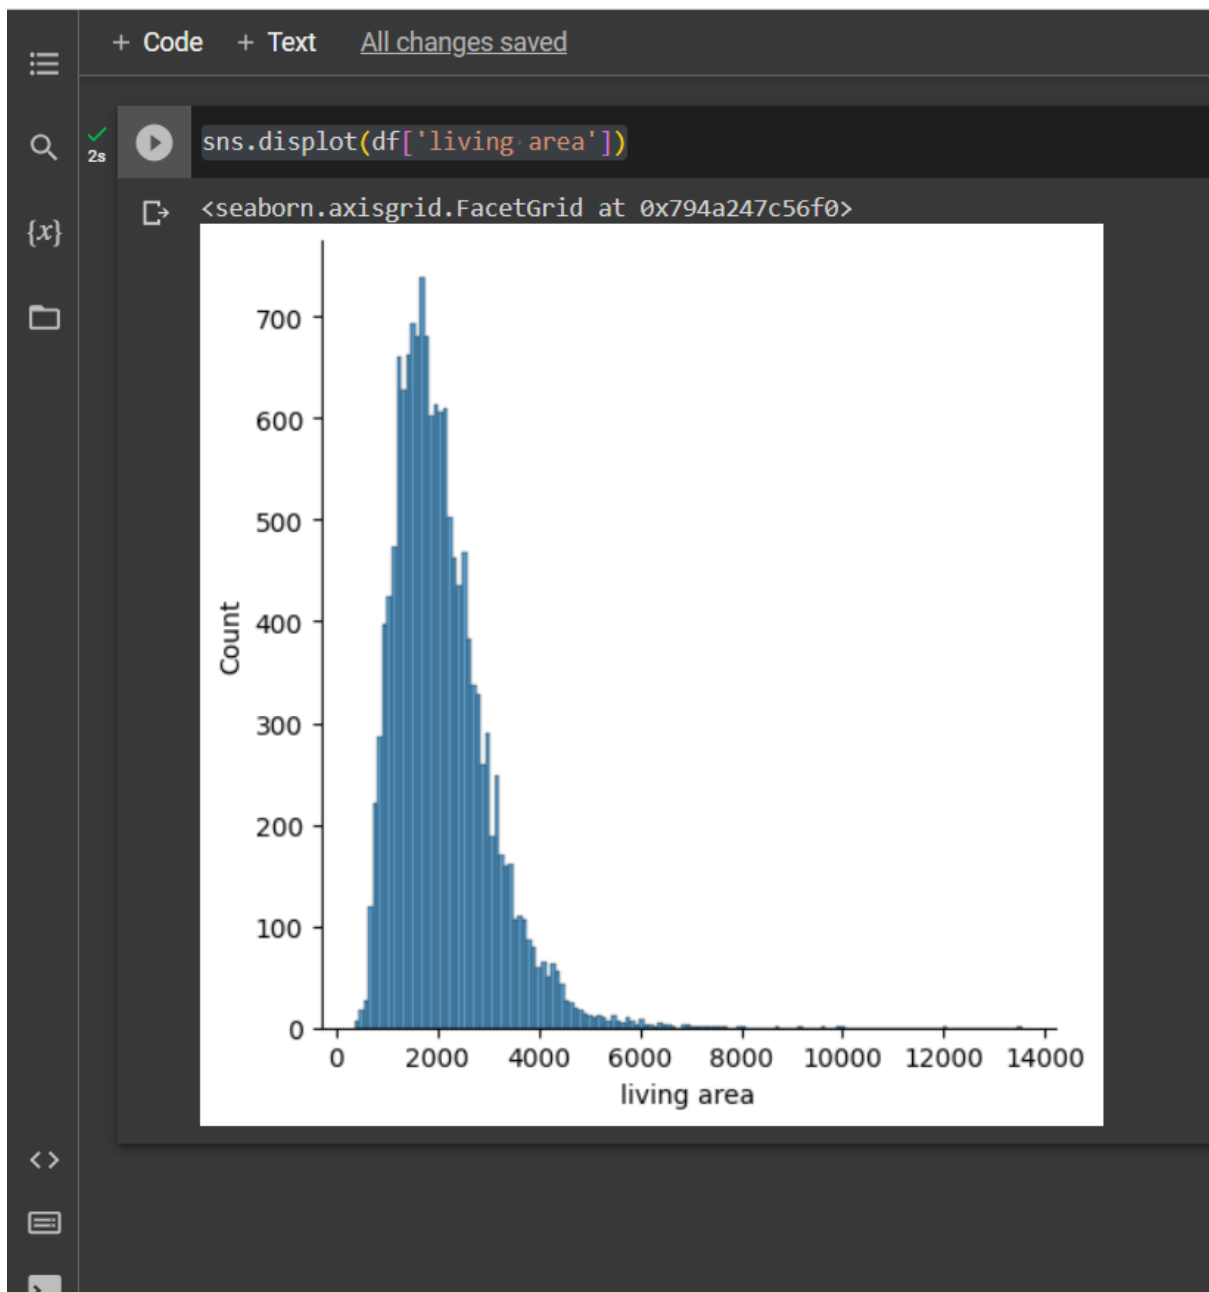 + Code + Text All changes saved
2s
sns.displot(df['living area'])
<seaborn.axisgrid.FacetGrid at 0x794a247c56f0>
{x}
700
600
500
400
300
200
100
0
Count
0 2000 4000 6000 8000 10000 12000 14000
living area